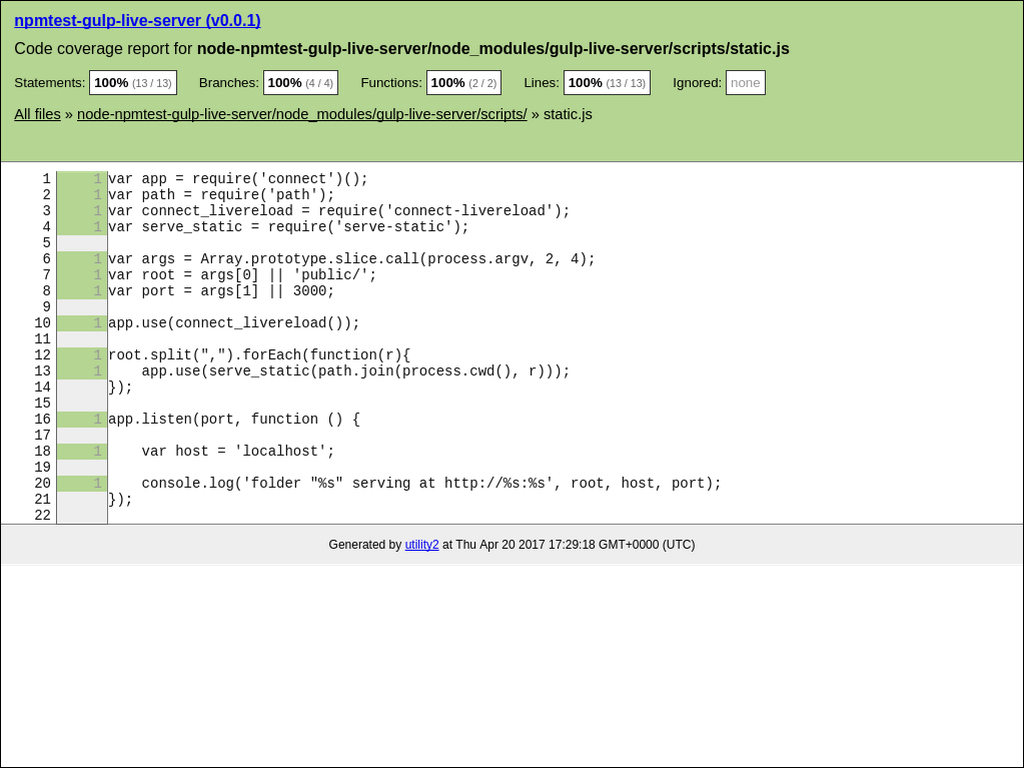 npmtest-gulp-live-server (v0.0.1)
Code coverage report for node-npmtest-gulp-live-server/node_modules/gulp-live-server/scripts/static.js
Statements: 100% (13 / 13) Branches: 100% (4 / 4) Functions: 100% (2 / 2) Lines: 100% (13 / 13) Ignored: none
All files » node-npmtest-gulp-live-server/node_modules/gulp-live-server/scripts/ » static.js
1 1 var app = require('connect')();
2 1 var path = require('path');
3 1 var connect_livereload = require('connect-livereload');
4 1 var serve_static = require('serve-static');
5
6 1 var args = Array.prototype.slice.call(process.argv, 2, 4);
7 1 var root = args[0] || 'public/';
8 1 var port = args[1] || 3000;
9
10 1 app.use(connect_livereload());
11
12 1 root.split(",").forEach(function(r){
13 1     app.use(serve_static(path.join(process.cwd(), r)));
14 });
15
16 1 app.listen(port, function () {
17
18 1     var host = 'localhost';
19
20 1     console.log('folder "%s" serving at http://%s:%s', root, host, port);
21 });
22
Generated by utility2 at Thu Apr 20 2017 17:29:18 GMT+0000 (UTC)